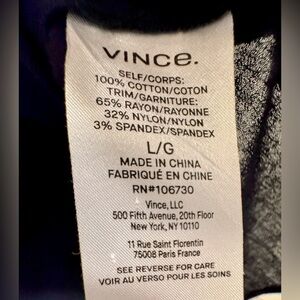 VINCE.
SELF/CORPS:
100% COTTON/COTON
TRIM/GARNITURE:
65% RAYON/RAYONNE
32% NYLON/NYLON
3% SPANDEX/SPANDEX
L/G
MADE IN CHINA
FABRIQUÉ EN CHINE
RN#106730
Vince, LLC
500 Fifth Avenue, 20th Floor
New York, NY 10110
11 Rue Saint Florentin
75008 Paris France
SEE REVERSE FOR CARE
VOIR AU VERSO POUR LES SOINS